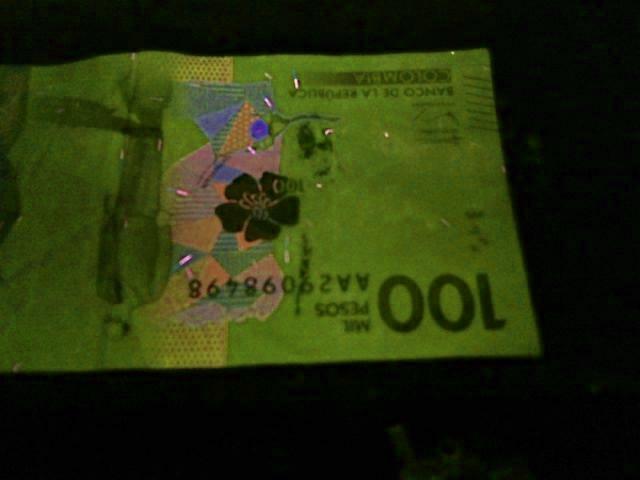 100
MIL
PESOS
AA29098498
100
BANCO DE LA REPÚBLICA
COLOMBIA